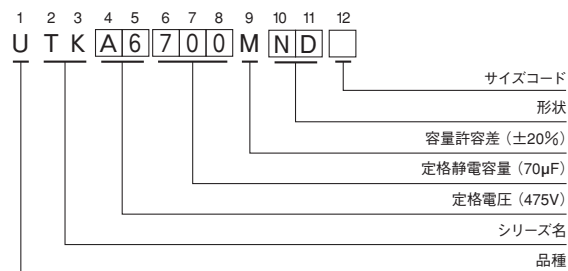 1 2 3 4 5 6 7 8 9 10 11 12
U T K A 6 7 0 0 M N D
サイズコード
形状
容量許容差（±20%）
定格静電容量（70µF）
定格電圧（475V）
シリーズ名
品種